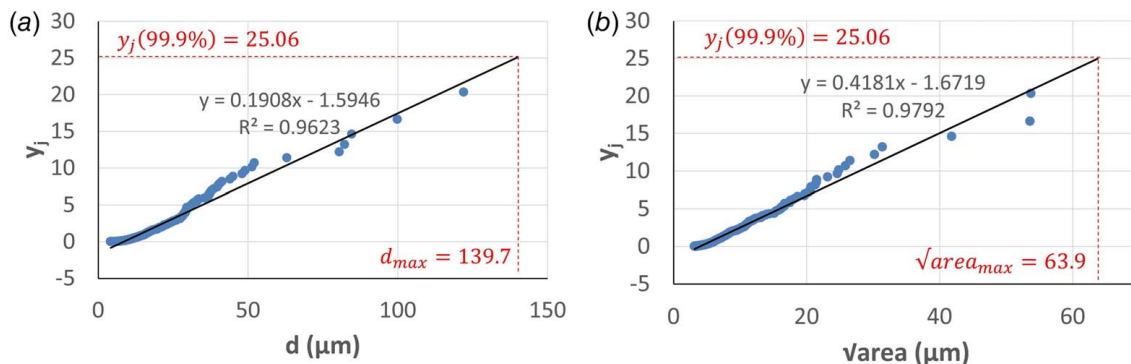 (a)
30
25
20
15
10
5
0
-5
y_j
y_j(99.9%) = 25.06
y = 0.1908x - 1.5946
R² = 0.9623
d_max = 139.7
0 50 100 150
d (μm)
(b)
30
25
20
15
10
5
0
-5
y_j
y_j(99.9%) = 25.06
y = 0.4181x - 1.6719
R² = 0.9792
√area_max = 63.9
0 20 40 60
√area (μm)